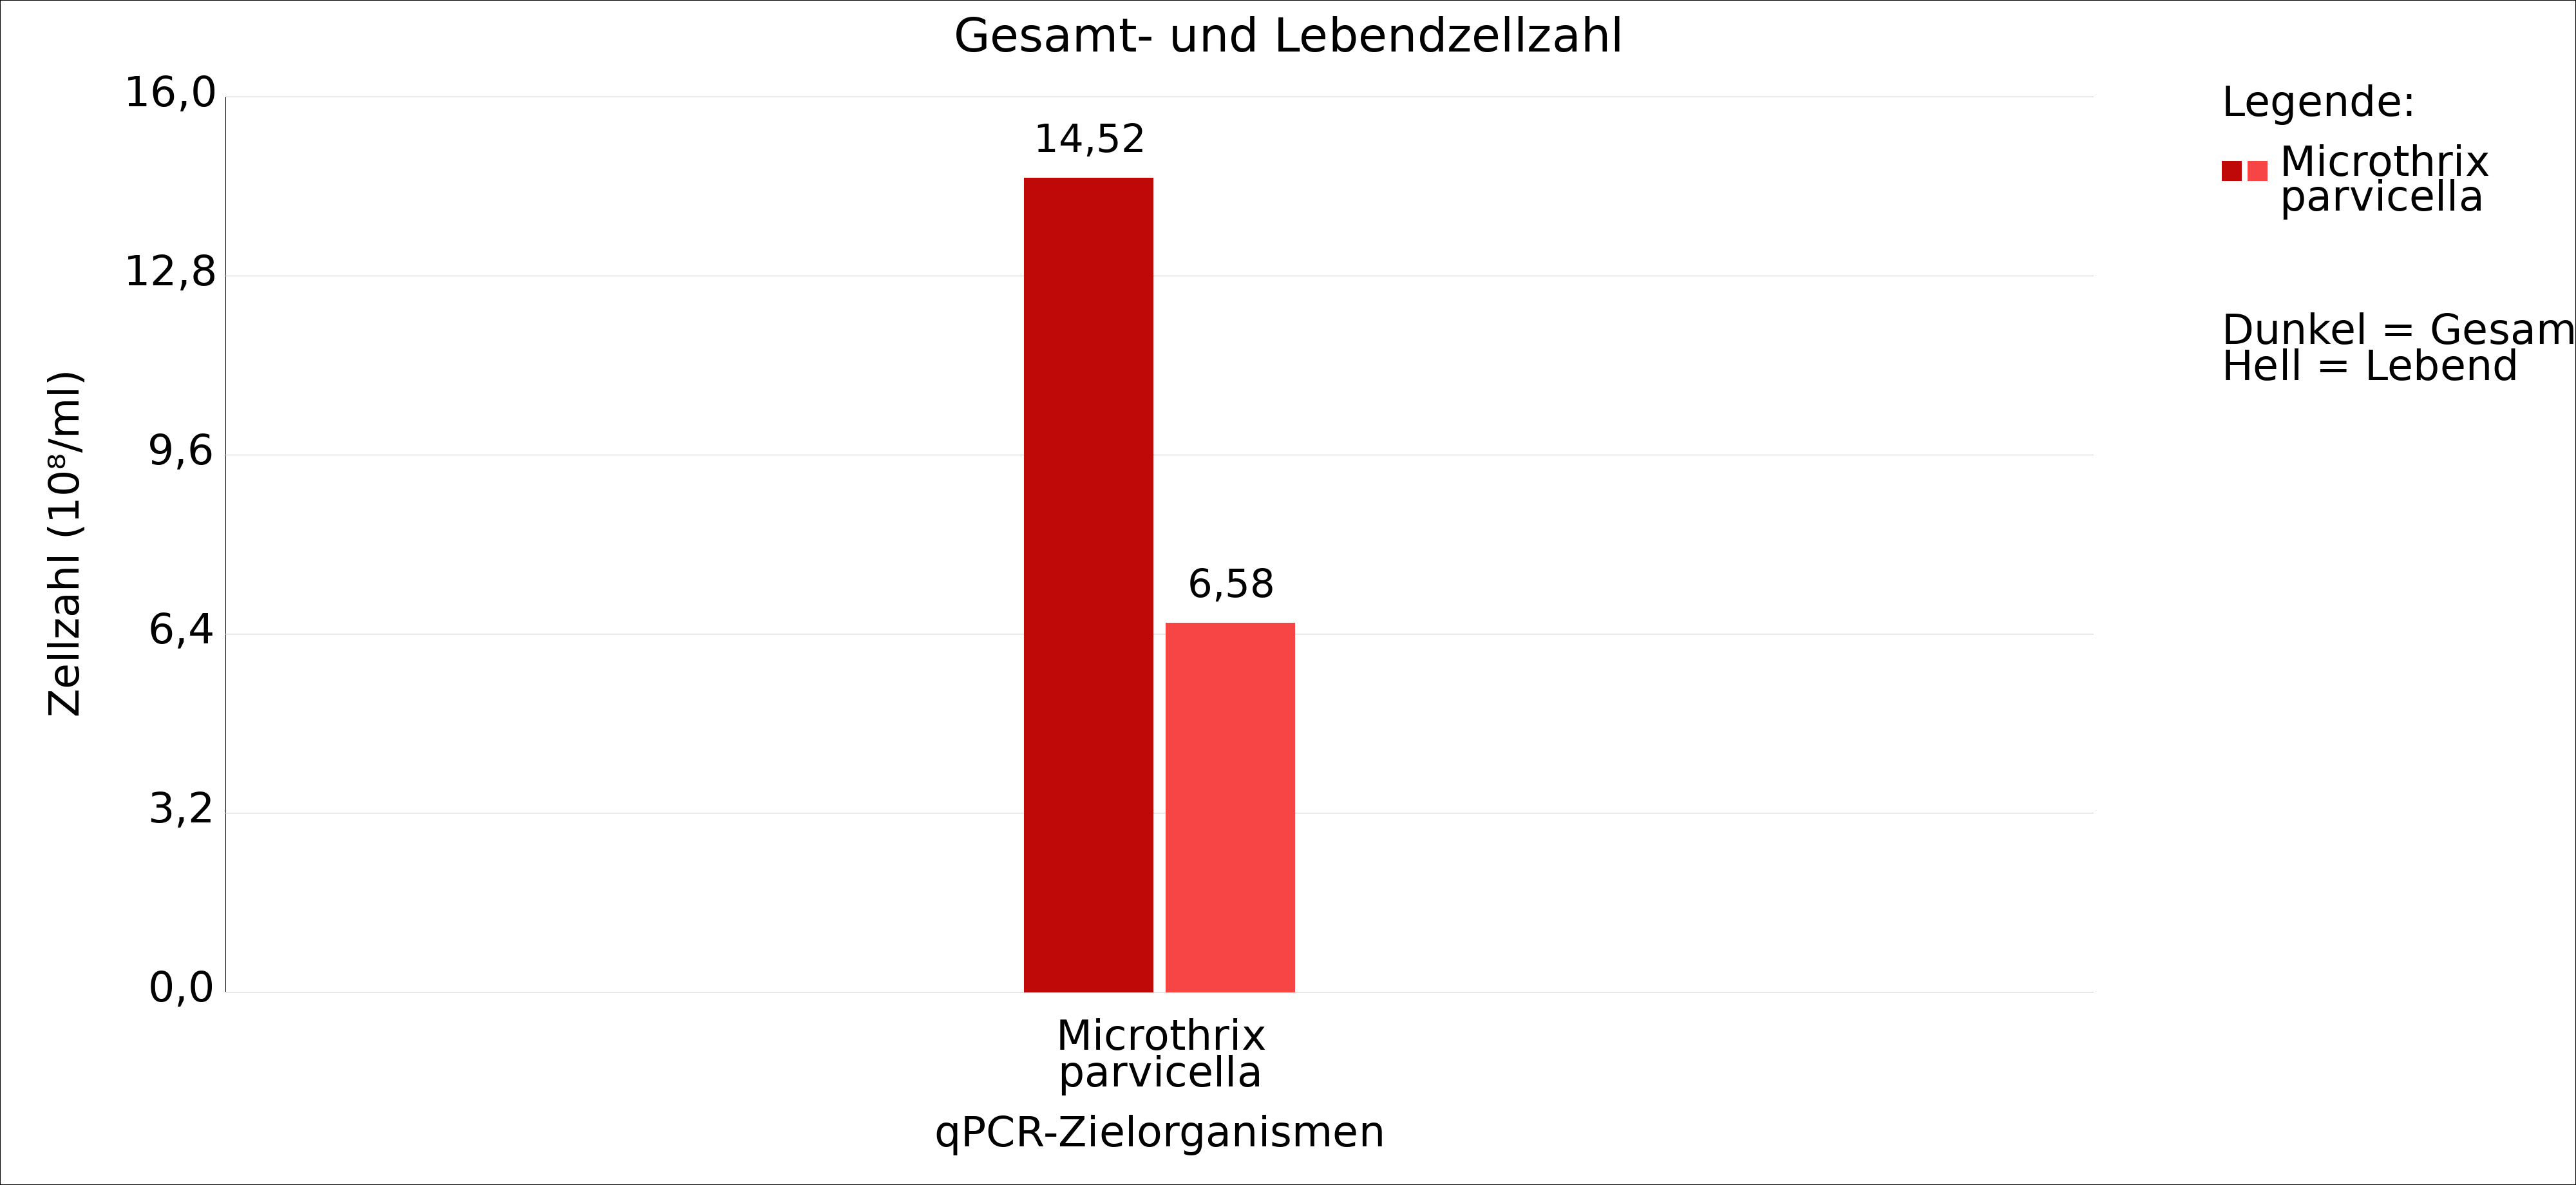 Gesamt- und Lebendzellzahl
16,0
12,8
9,6
6,4
3,2
0,0
Zellzahl (10⁸/ml)
14,52
6,58
Microthrix
parvicella
qPCR-Zielorganismen
Legende:
Microthrix
parvicella
Dunkel = Gesam
Hell = Lebend